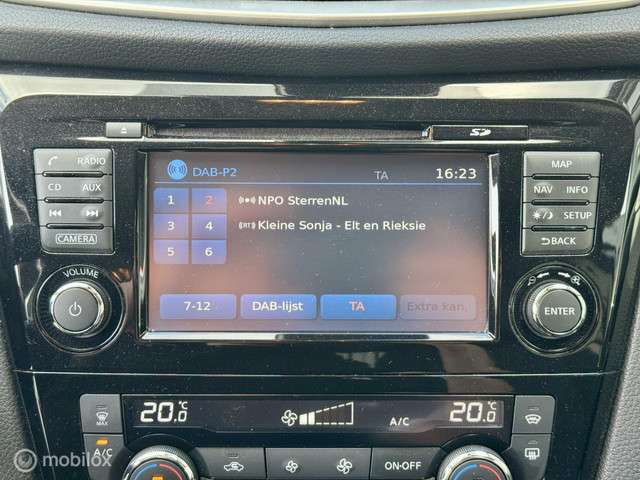 SD
RADIO
CD AUX
CAMERA
VOLUME
DAB-P2 TA 16:23
1 2 NPO SterrenNL
3 4 Kleine Sonja - Elt en Rieksie
5 6
7-12 DAB-lijst TA Extra kan.
MAP
NAV INFO
SETUP
BACK
ENTER
MAX
A/C
20.0 °C A/C 20.0 °C
ON·OFF
mobilox